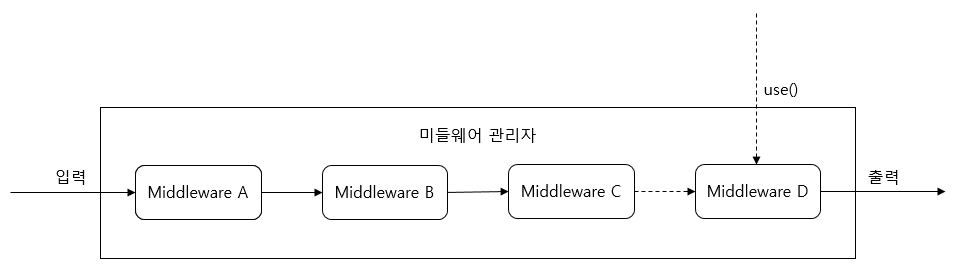 use()
미들웨어 관리자
입력
Middleware A
Middleware B
Middleware C
Middleware D
출력